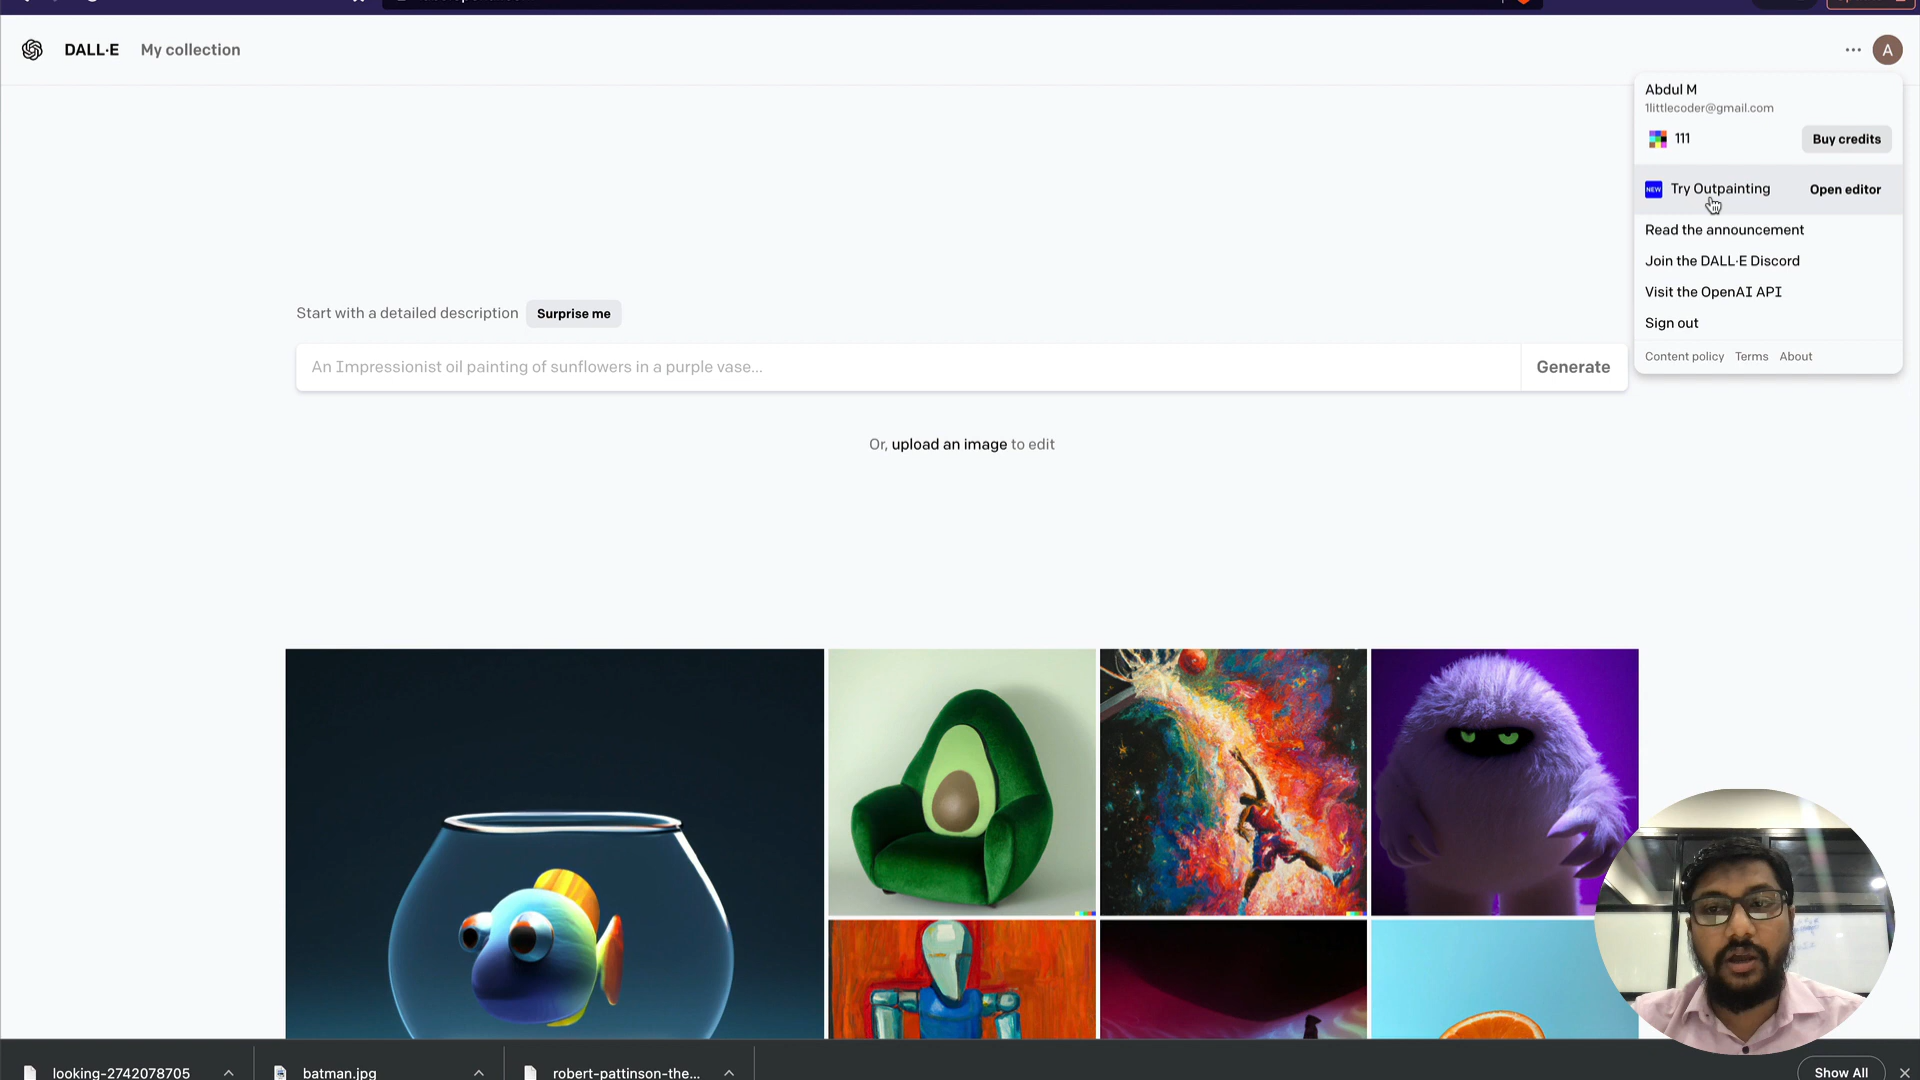 DALL·E My collection
A
Abdul M
1littlecoder@gmail.com
111 Buy credits
NEW Try Outpainting Open editor
Read the announcement
Join the DALL·E Discord
Visit the OpenAI API
Sign out
Content policy Terms About
Start with a detailed description Surprise me
An Impressionist oil painting of sunflowers in a purple vase... Generate
Or, upload an image to edit
looking-2742078705 batman.jpg robert-pattinson-the... Show All